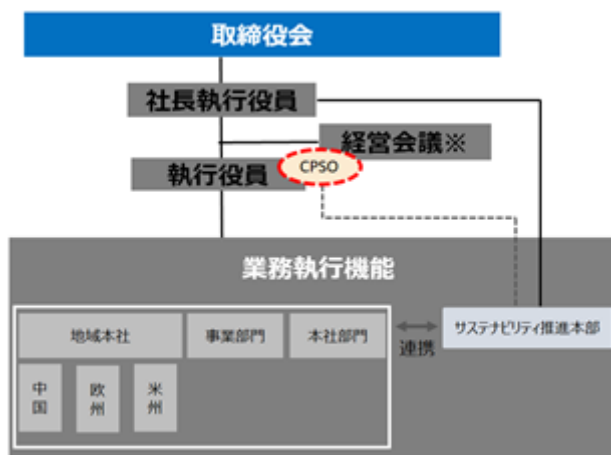 取締役会
社長執行役員
経営会議※
執行役員
CPSO
業務執行機能
地域本社
事業部門
本社部門
連携
サステナビリティ推進本部
中国
欧州
米州